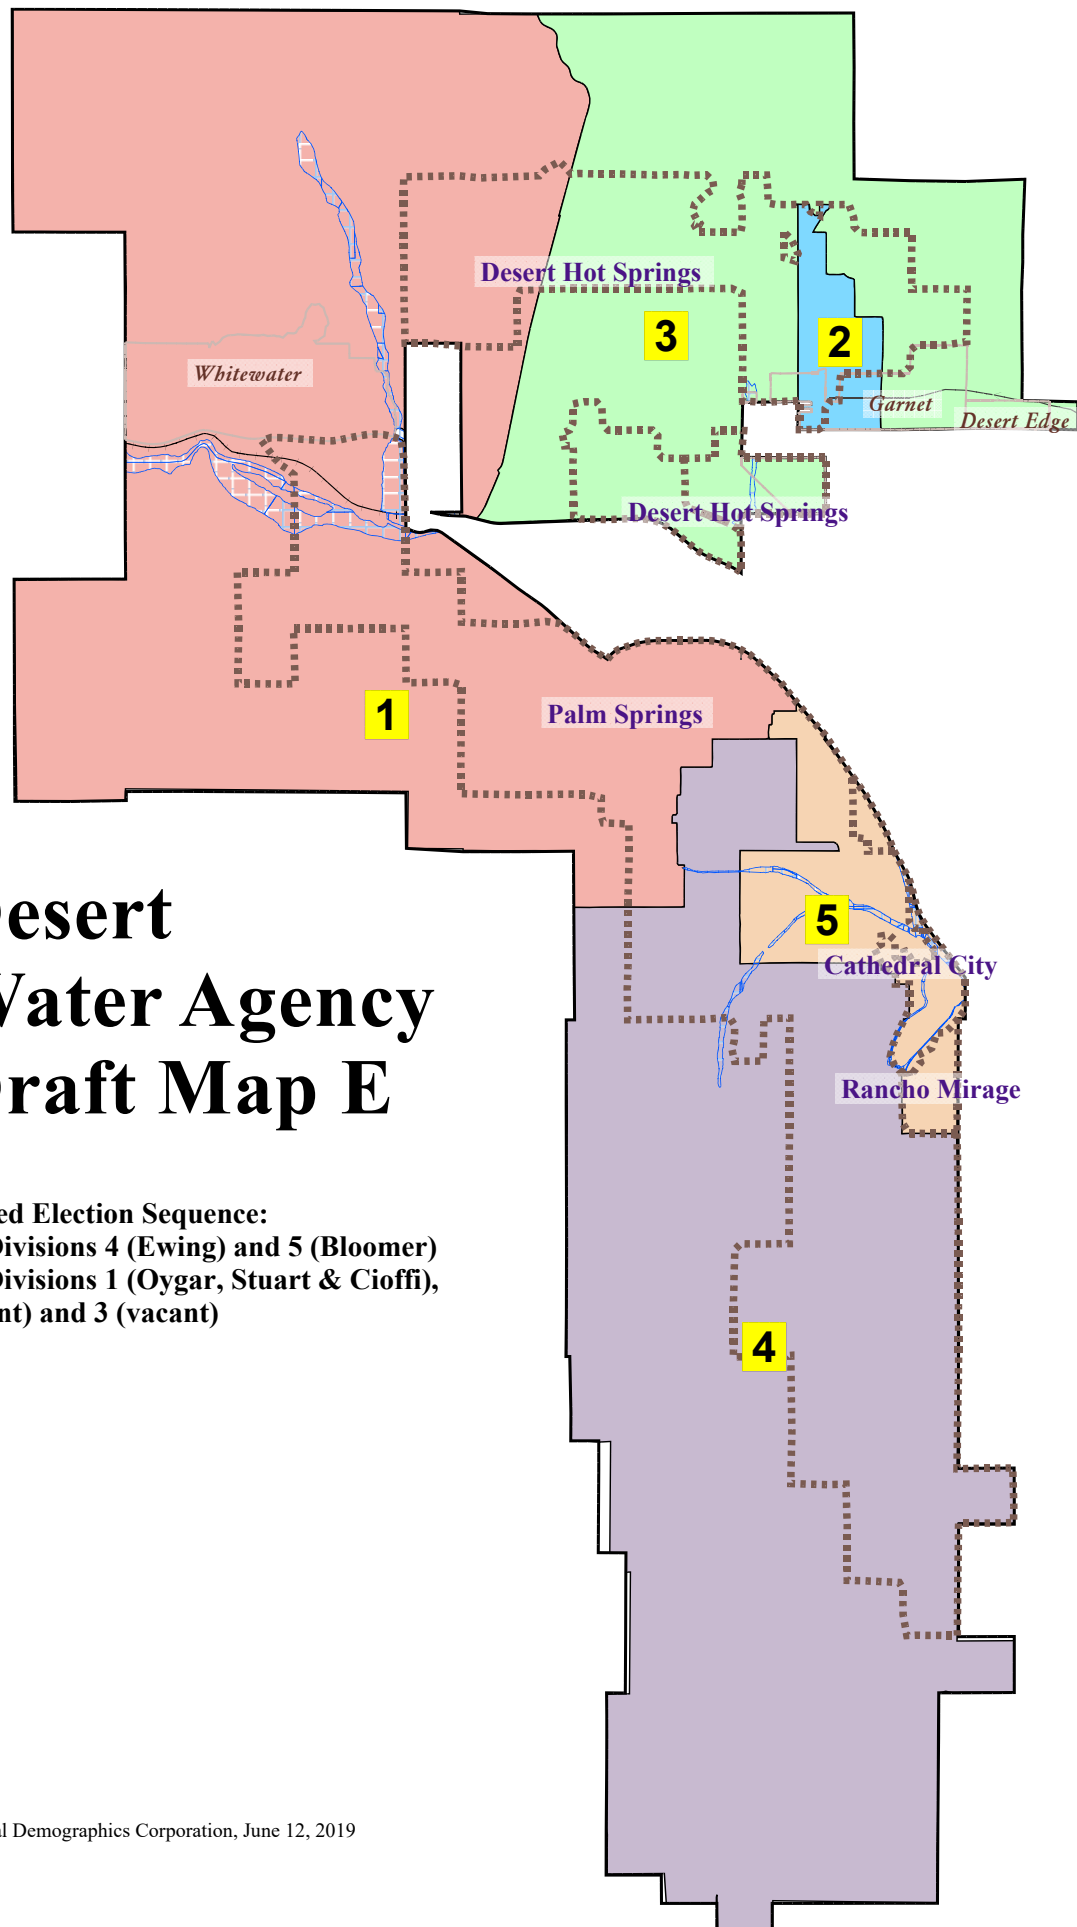 Desert Hot Springs
3
2
Whitewater
Garnet
Desert Edge
Desert Hot Springs
1
Palm Springs
5
Cathedral City
Rancho Mirage
esert
Water Agency
raft Map E
ed Election Sequence:
Divisions 4 (Ewing) and 5 (Bloomer)
Divisions 1 (Oygar, Stuart & Cioffi),
nt) and 3 (vacant)
4
al Demographics Corporation, June 12, 2019